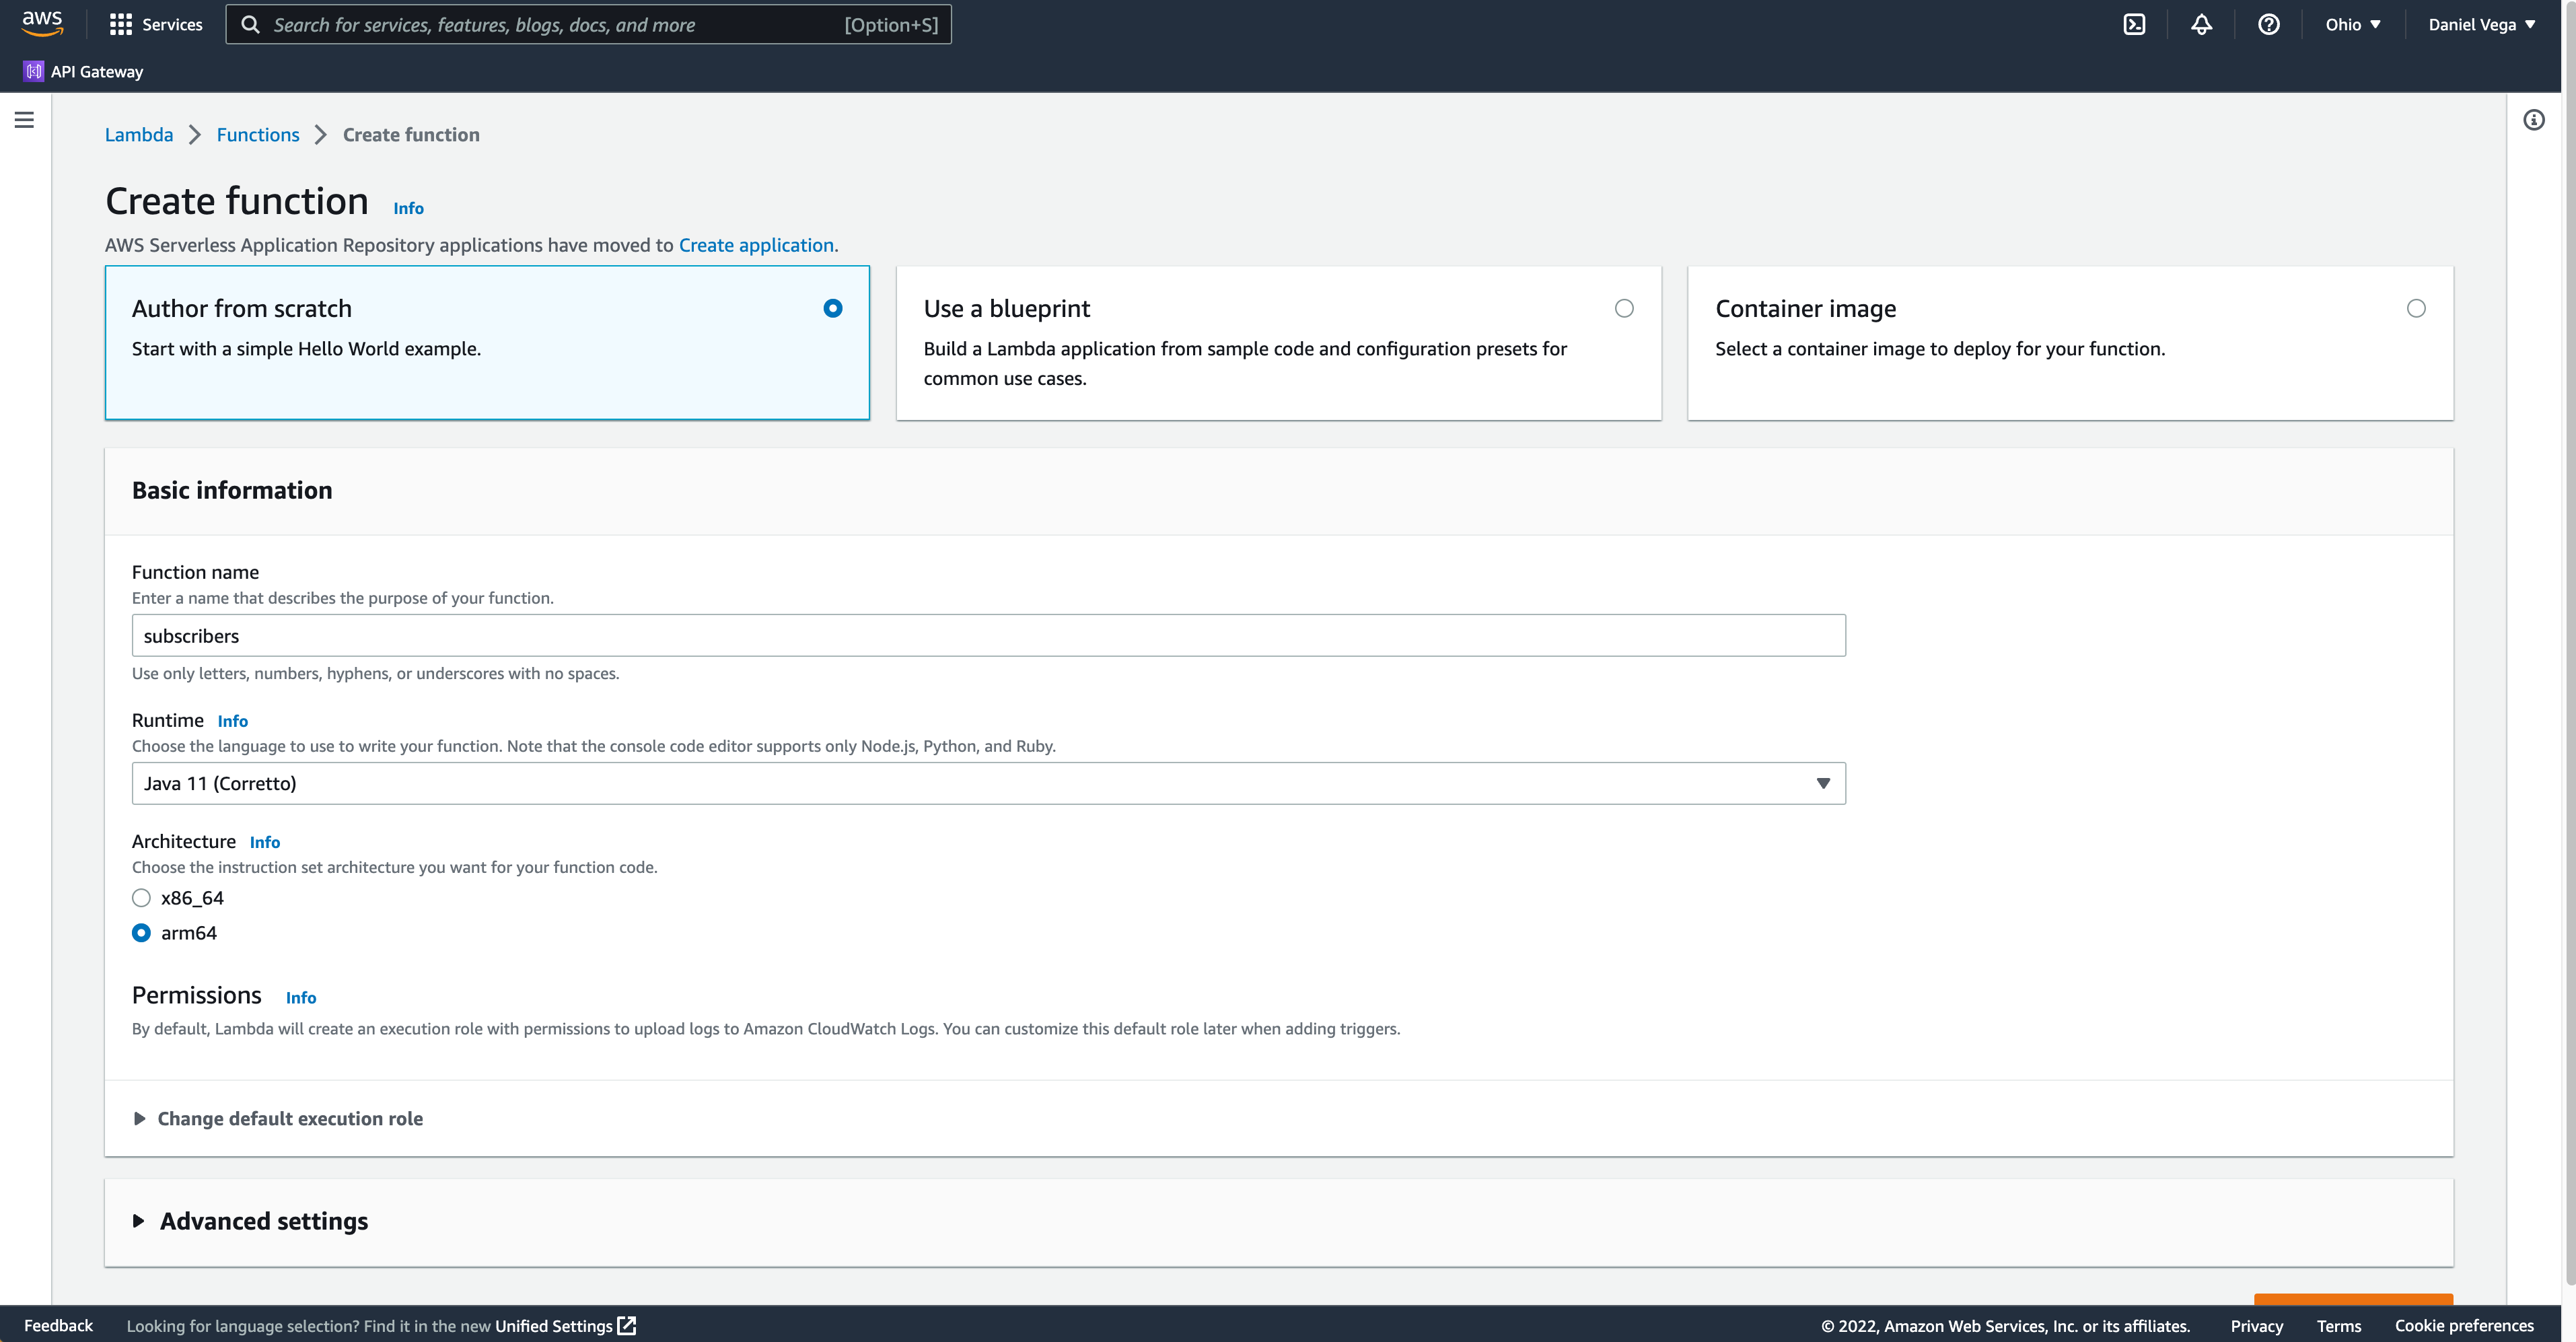 aws Services Search for services, features, blogs, docs, and more [Option+S] Ohio Daniel Vega
API Gateway
Lambda Functions Create function
Create function Info
AWS Serverless Application Repository applications have moved to Create application.
Author from scratch
Start with a simple Hello World example.
Use a blueprint
Build a Lambda application from sample code and configuration presets for
common use cases.
Container image
Select a container image to deploy for your function.
Basic information
Function name
Enter a name that describes the purpose of your function.
subscribers
Use only letters, numbers, hyphens, or underscores with no spaces.
Runtime Info
Choose the language to use to write your function. Note that the console code editor supports only Node.js, Python, and Ruby.
Java 11 (Corretto)
Architecture Info
Choose the instruction set architecture you want for your function code.
x86_64
arm64
Permissions Info
By default, Lambda will create an execution role with permissions to upload logs to Amazon CloudWatch Logs. You can customize this default role later when adding triggers.
Change default execution role
Advanced settings
Feedback Looking for language selection? Find it in the new Unified Settings © 2022, Amazon Web Services, Inc. or its affiliates. Privacy Terms Cookie preferences